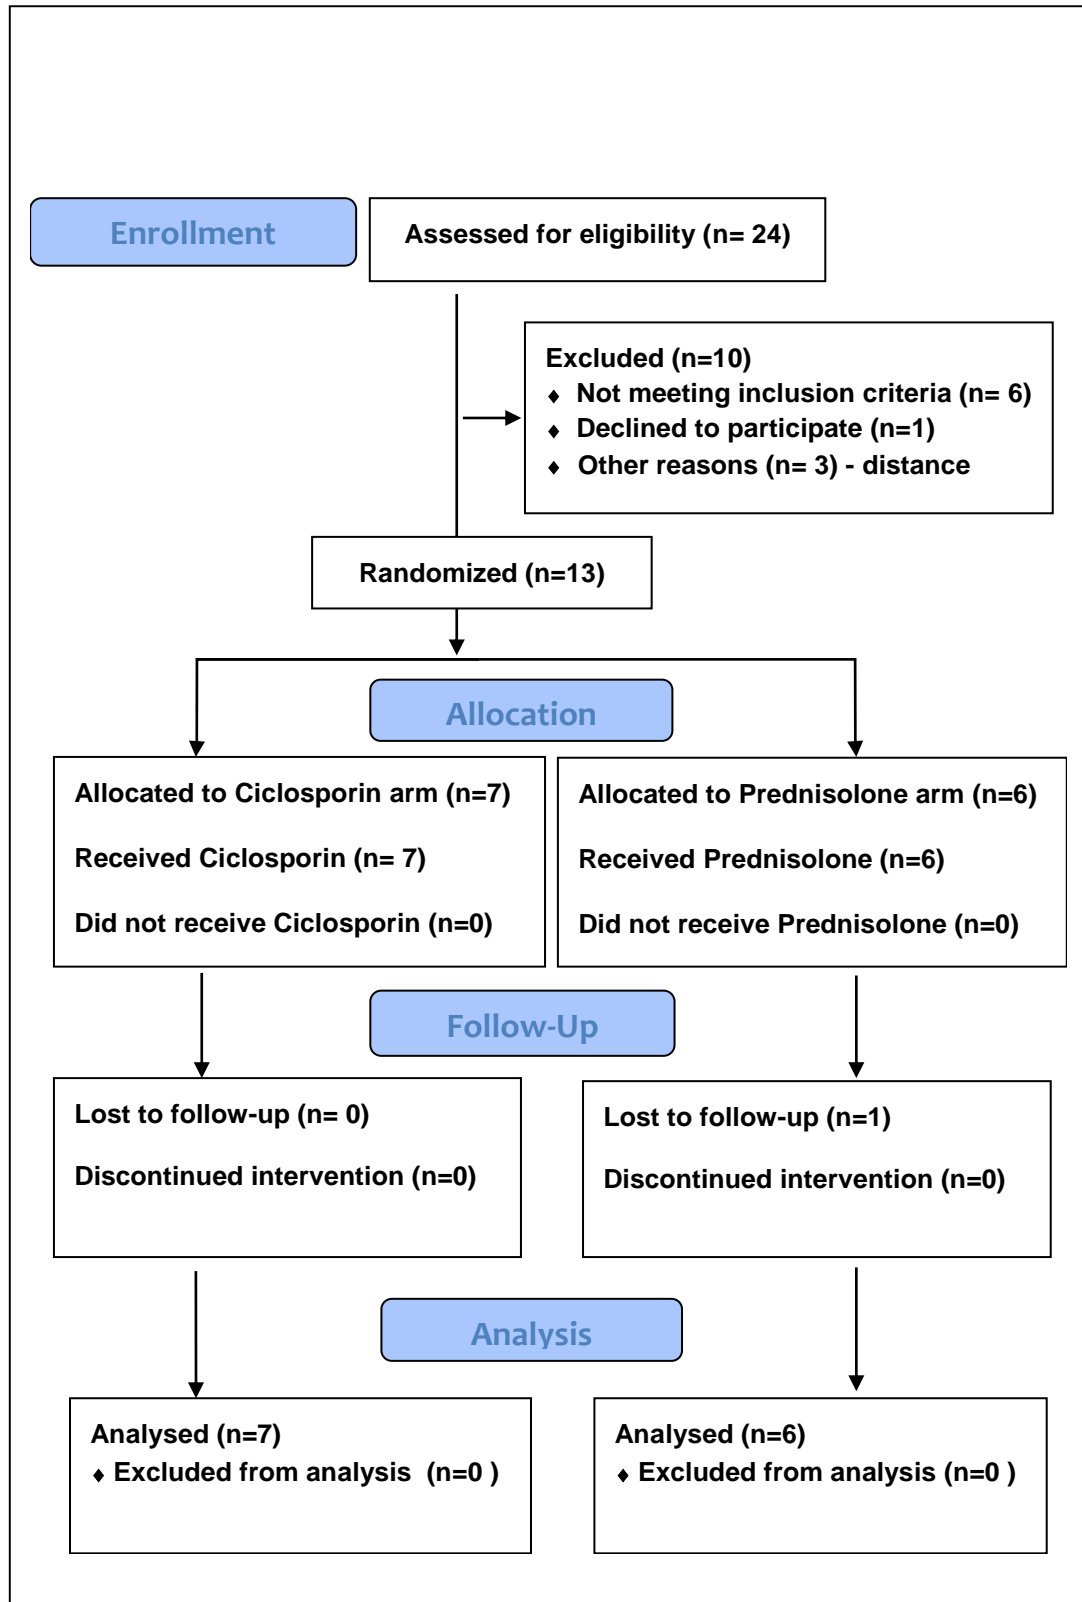 Enrollment
Assessed for eligibility (n= 24)
Excluded (n=10)
♦ Not meeting inclusion criteria (n= 6)
♦ Declined to participate (n=1)
♦ Other reasons (n= 3) - distance
Randomized (n=13)
Allocation
Allocated to Ciclosporin arm (n=7)
Received Ciclosporin (n= 7)
Did not receive Ciclosporin (n=0)
Allocated to Prednisolone arm (n=6)
Received Prednisolone (n=6)
Did not receive Prednisolone (n=0)
Follow-Up
Lost to follow-up (n= 0)
Discontinued intervention (n=0)
Lost to follow-up (n=1)
Discontinued intervention (n=0)
Analysis
Analysed (n=7)
♦ Excluded from analysis  (n=0 )
Analysed (n=6)
♦ Excluded from analysis (n=0 )